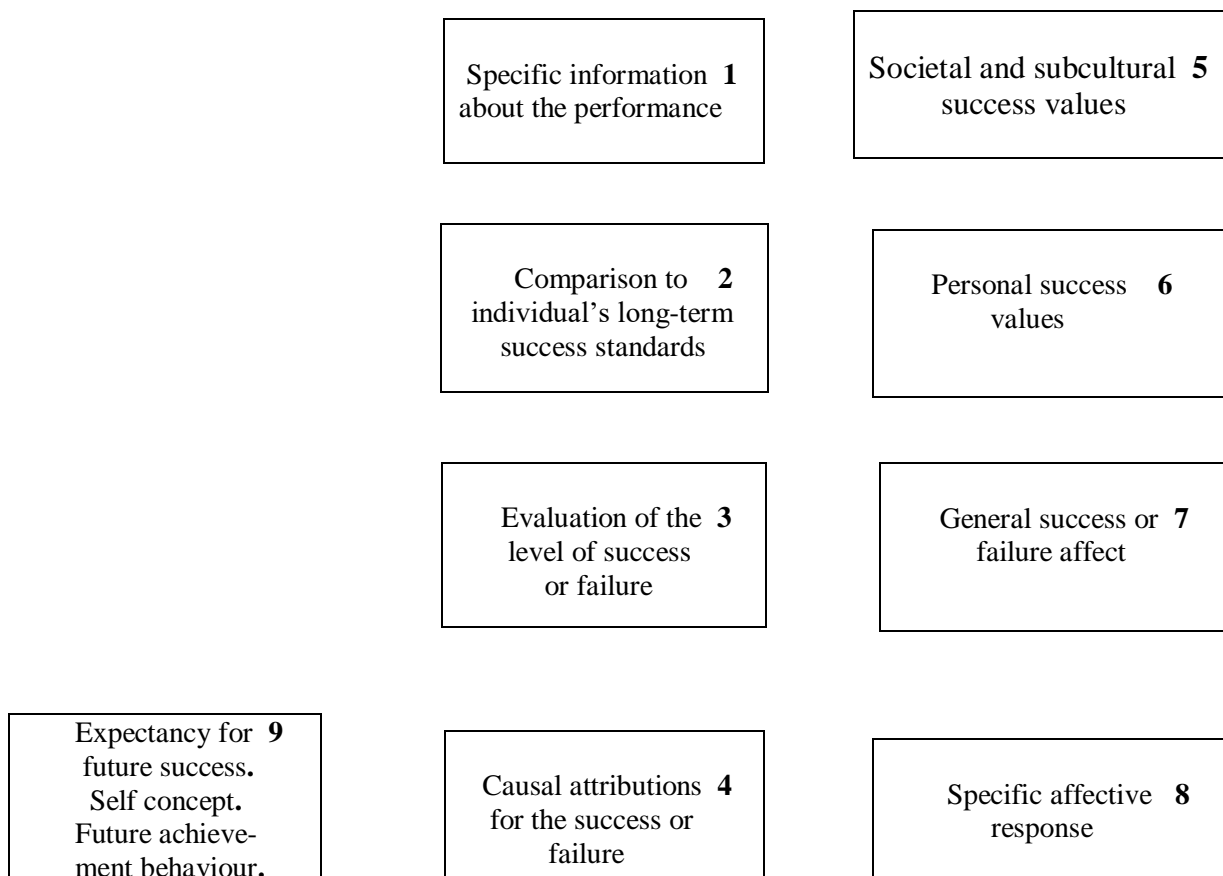 Specific information 1
about the performance
Societal and subcultural 5
success values
Comparison to 2
individual's long-term
success standards
Personal success 6
values
Evaluation of the 3
level of success
or failure
General success or 7
failure affect
Expectancy for 9
future success.
Self concept.
Future achieve-
ment behaviour.
Causal attributions 4
for the success or
failure
Specific affective 8
response